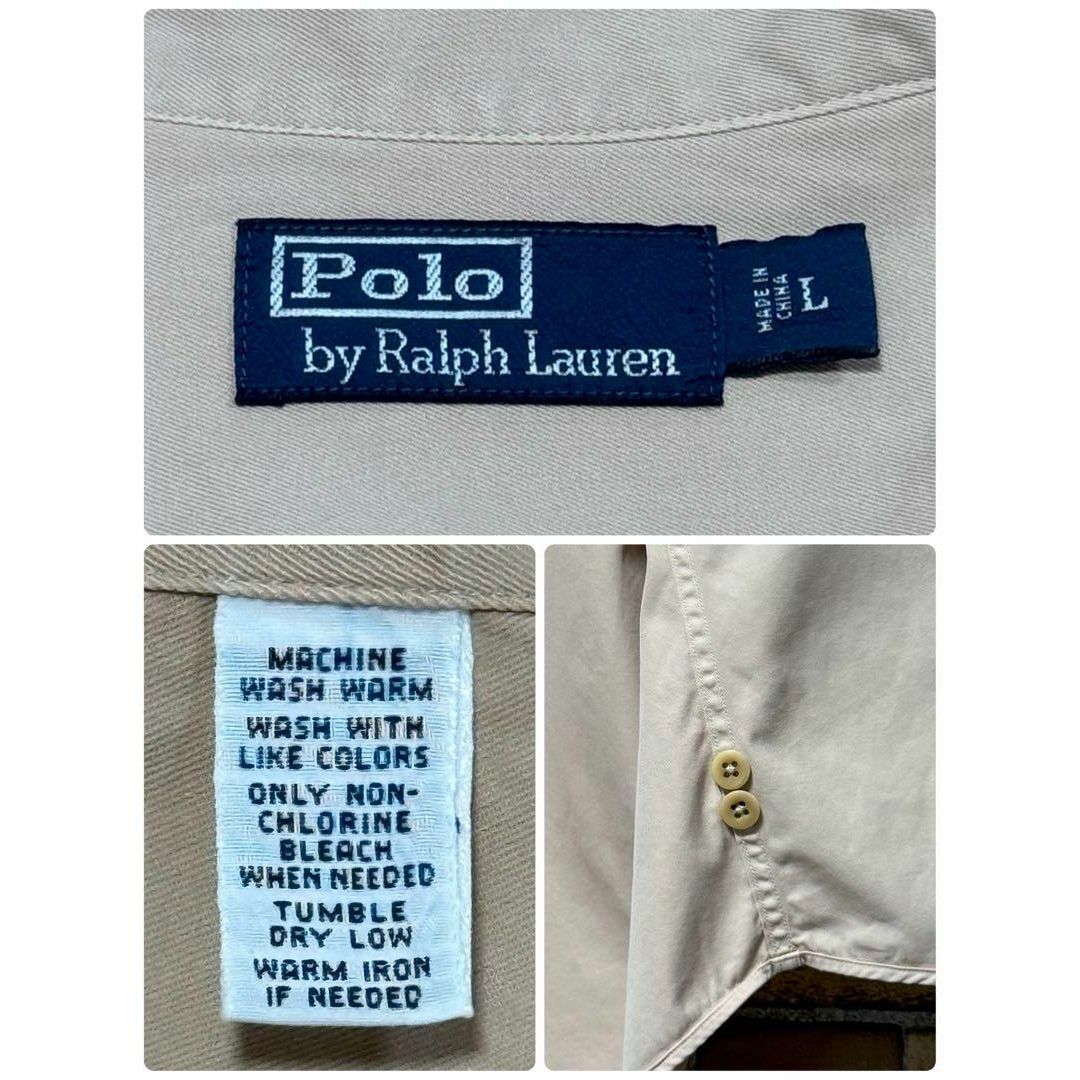 Polo
by Ralph Lauren
MADE IN
CHINA
L
MACHINE
WASH WARM
WASH WITH
LIKE COLORS
ONLY NON-
CHLORINE
BLEACH
WHEN NEEDED
TUMBLE
DRY LOW
WARM IRON
IF NEEDED